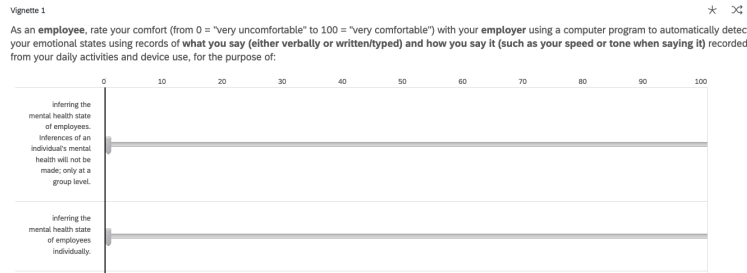 Vignette 1
As an employee, rate your comfort (from 0 = "very uncomfortable" to 100 = "very comfortable") with your employer using a computer program to automatically detec
your emotional states using records of what you say (either verbally or written/typed) and how you say it (such as your speed or tone when saying it) recorded
from your daily activities and device use, for the purpose of:
0 10 20 30 40 50 60 70 80 90 100
inferring the
mental health state
of employees.
Inferences of an
individual's mental
health will not be
made; only at a
group level.
inferring the
mental health state
of employees
individually.